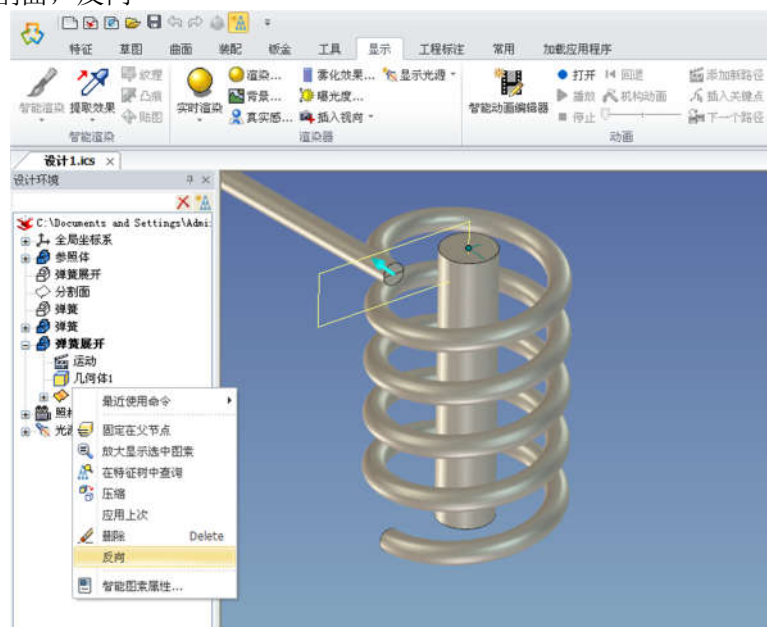 剖面，反向
特征 草图 曲面 装配 钣金 工具 显示 工程标注 常用 加载应用程序
智能渲染 提取效果 纹理 凸痕 贴图
智能渲染
实时渲染 渲染... 背景... 真实感... 雾化效果... 曝光度... 插入视向 显示光源
渲染器
智能动画编辑器 打开 回退 播放 机构动画 停止 添加新路径 插入关键点 下一个路径
动画
设计1.ics
设计环境
C:\Documents and Settings\Admi
全局坐标系
参照体
弹簧展开
分割面
弹簧
弹簧
弹簧展开
运动
几何体1
照相
光源
最近使用命令
固定在父节点
放大显示选中图素
在特征树中查询
压缩
应用上次
删除 Delete
反向
智能图素属性...